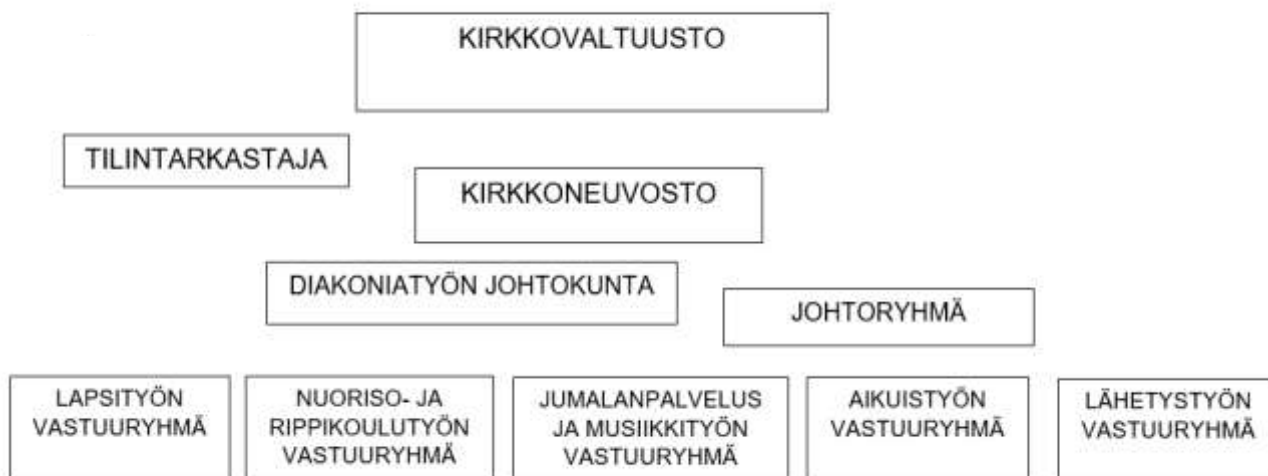 KIRKKOVALTUUSTO
TILINTARKASTAJA
KIRKKONEUVOSTO
DIAKONIATYÖN JOHTOKUNTA
JOHTORYHMÄ
LAPSITYÖN
VASTUURYHMÄ
NUORISO- JA
RIPPIKOULUTYÖN
VASTUURYHMÄ
JUMALANPALVELUS
JA MUSIIKKITYÖN
VASTUURYHMÄ
AIKUISTYÖN
VASTUURYHMÄ
LÄHETYSTYÖN
VASTUURYHMÄ